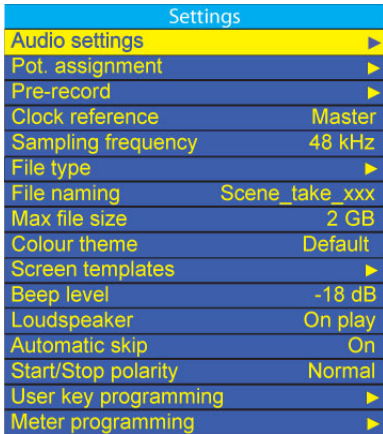 Settings
Audio settings
Pot. assignment
Pre-record
Clock reference Master
Sampling frequency 48 kHz
File type
File naming Scene_take_xxx
Max file size 2 GB
Colour theme Default
Screen templates
Beep level -18 dB
Loudspeaker On play
Automatic skip On
Start/Stop polarity Normal
User key programming
Meter programming